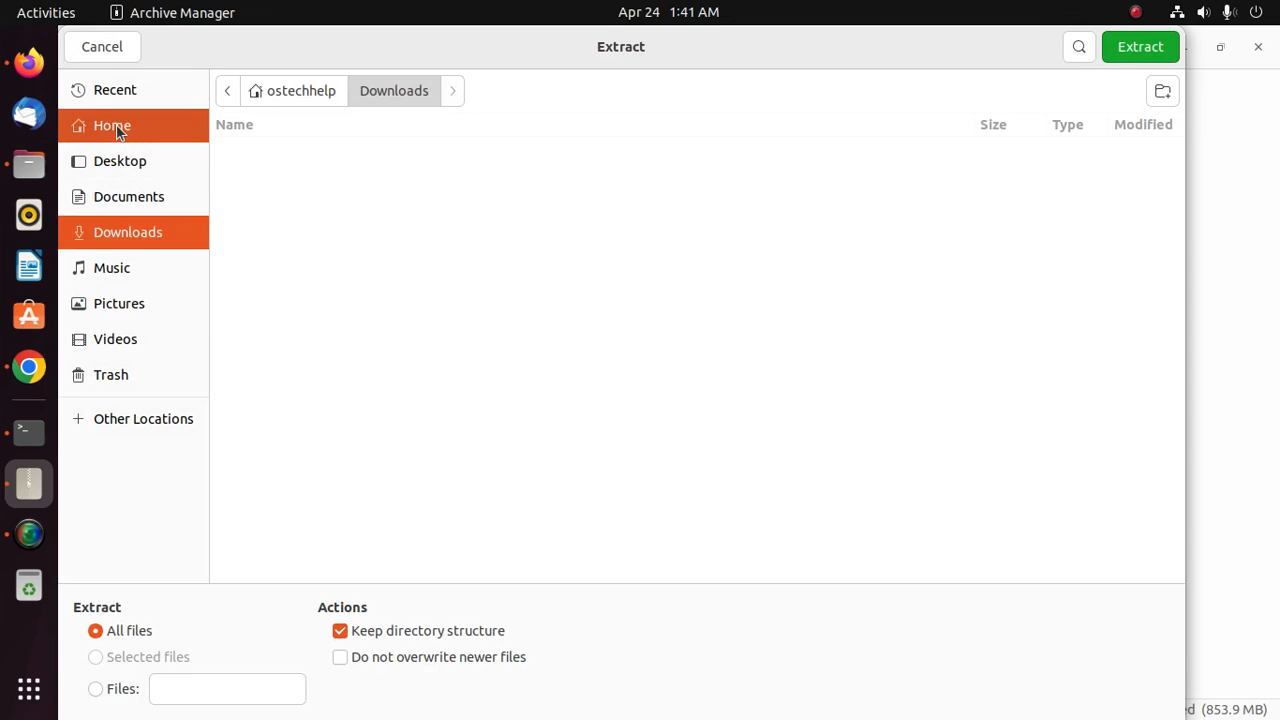 Activities
Archive Manager
Apr 24 1:41 AM
Cancel
Extract
Extract
Recent
Home
Desktop
Documents
Downloads
Music
Pictures
Videos
Trash
+ Other Locations
ostechhelp
Downloads
Name
Size
Type
Modified
Extract
All files
Selected files
Files:
Actions
Keep directory structure
Do not overwrite newer files
(853.9 MB)